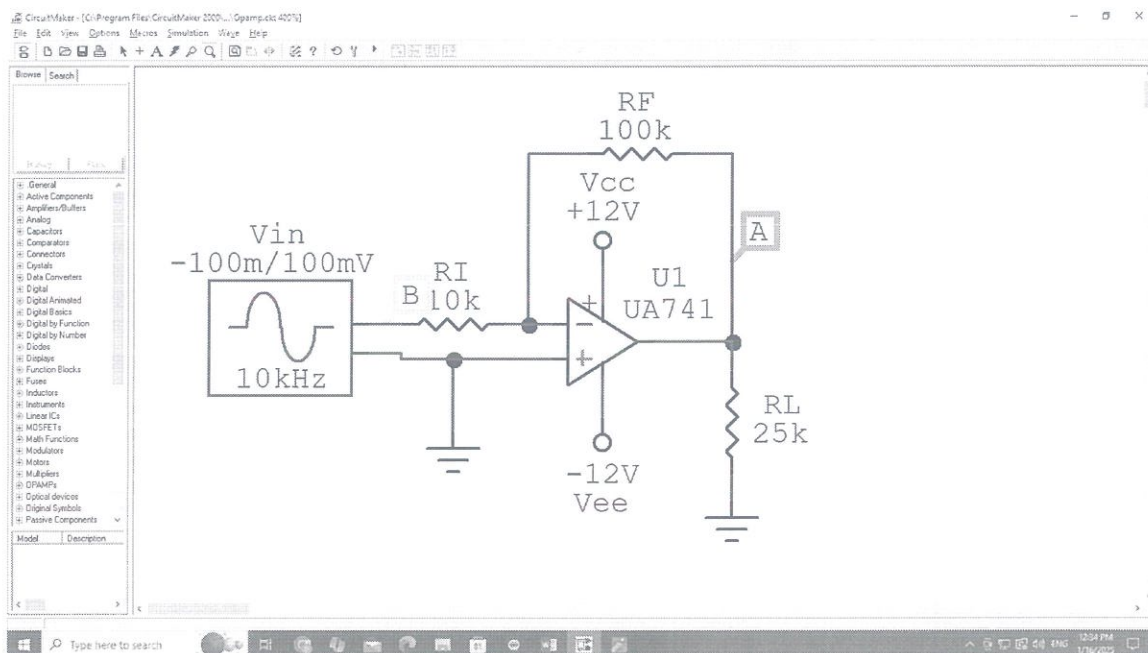 CircuitMaker - [C:\Program Files\CircuitMaker 2000\...\Opamp.ckt 400%]
File Edit View Options Macros Simulation Wave Help
Browse Search
General
Active Components
Amplifiers/Buffers
Analog
Capacitors
Comparators
Connectors
Crystals
Data Converters
Digital
Digital Animated
Digital Basics
Digital by Function
Digital by Number
Diodes
Displays
Function Blocks
Fuses
Inductors
Instruments
Linear ICs
MOSFETs
Math Functions
Modulators
Motors
Multipliers
OPAMPs
Optical devices
Original Symbols
Passive Components
Model Description
RF
100k
Vcc
+12V
A
Vin
-100m/100mV
B
RI
10k
U1
UA741
+
-
+
10kHz
RL
25k
-12V
Vee
Type here to search
ENG
12:34 PM
1/16/2025